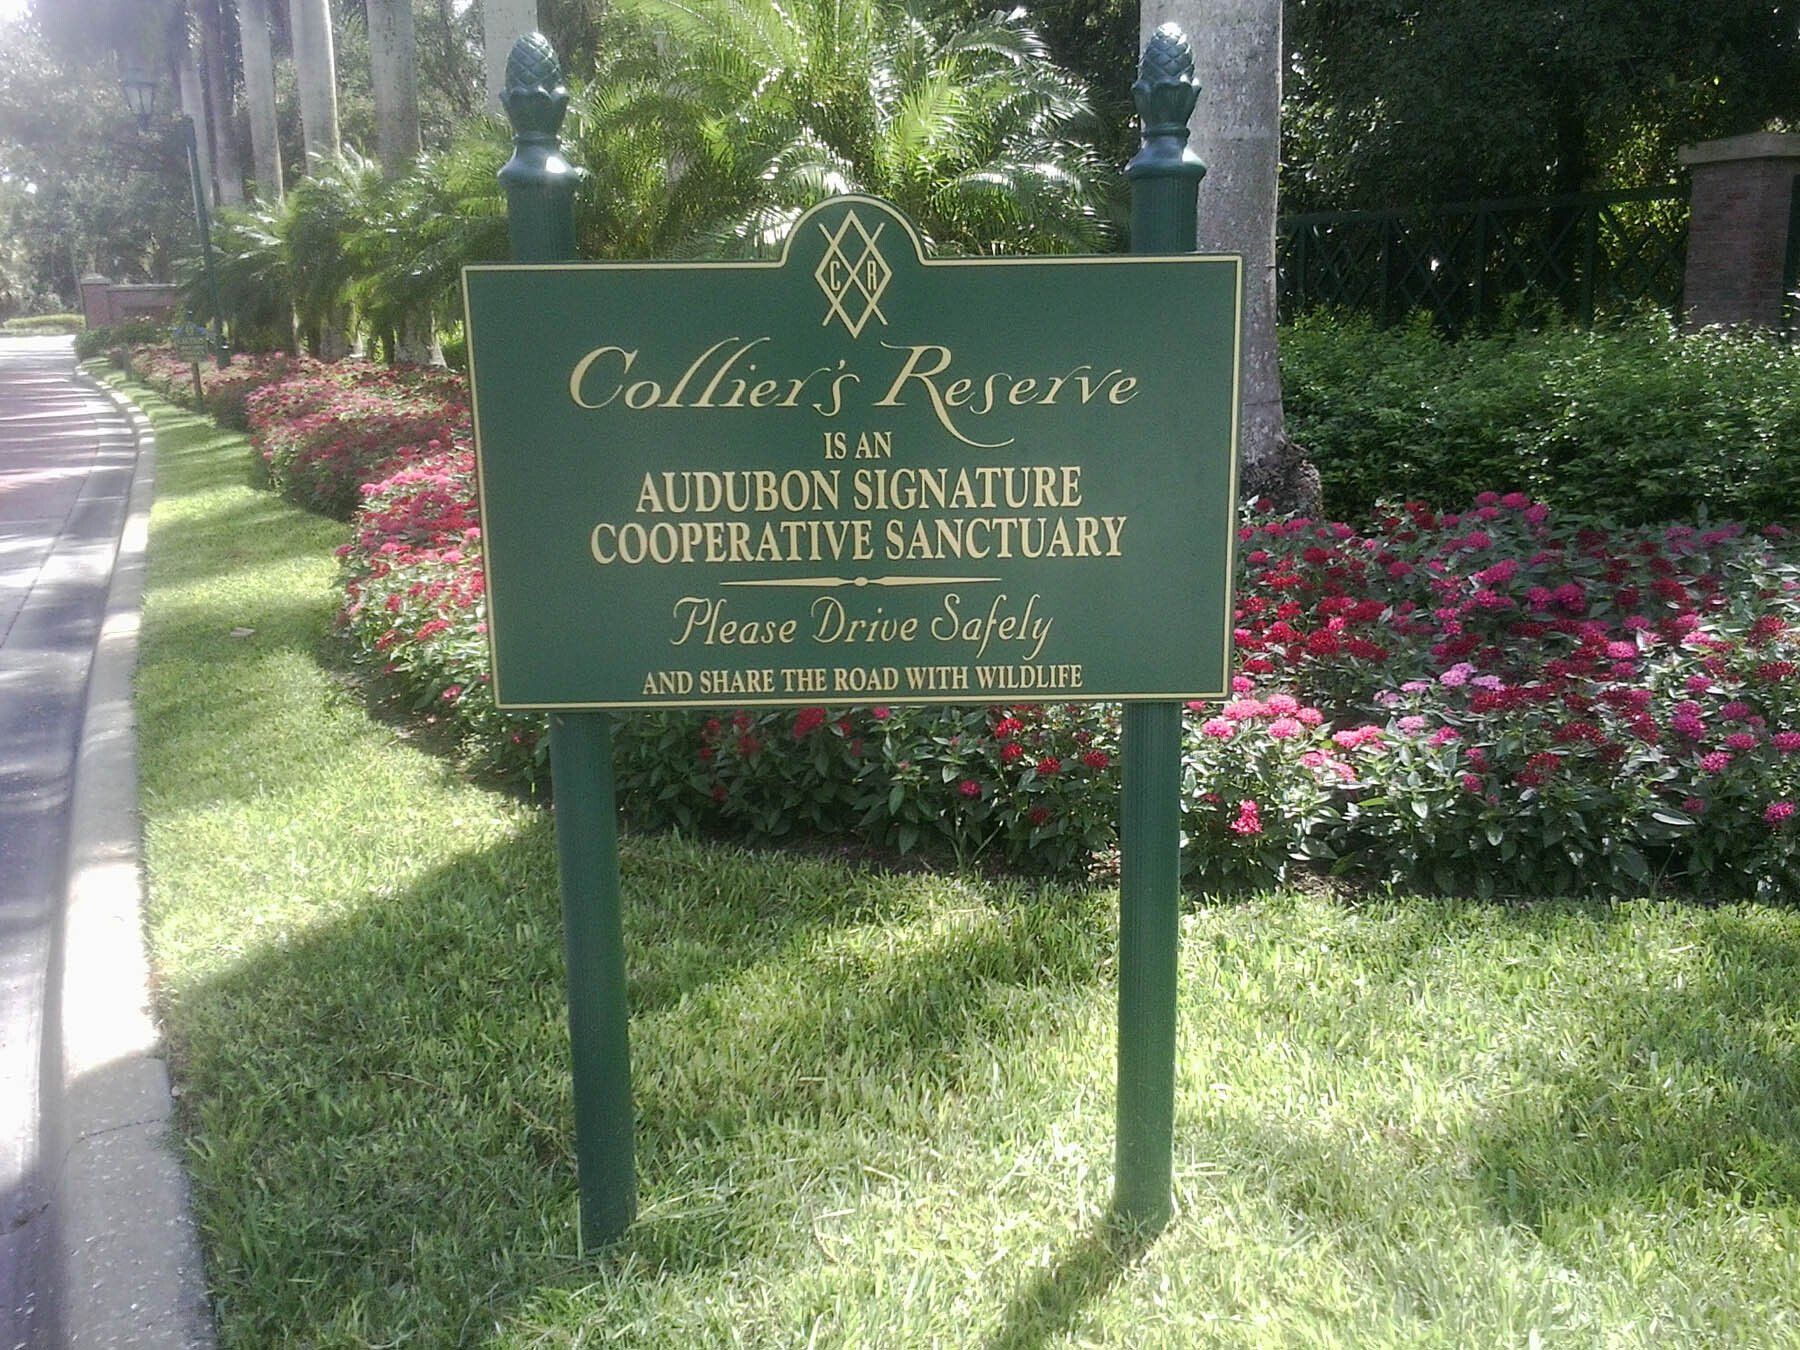 C R
Collier's Reserve
IS AN
AUDUBON SIGNATURE
COOPERATIVE SANCTUARY
Please Drive Safely
AND SHARE THE ROAD WITH WILDLIFE